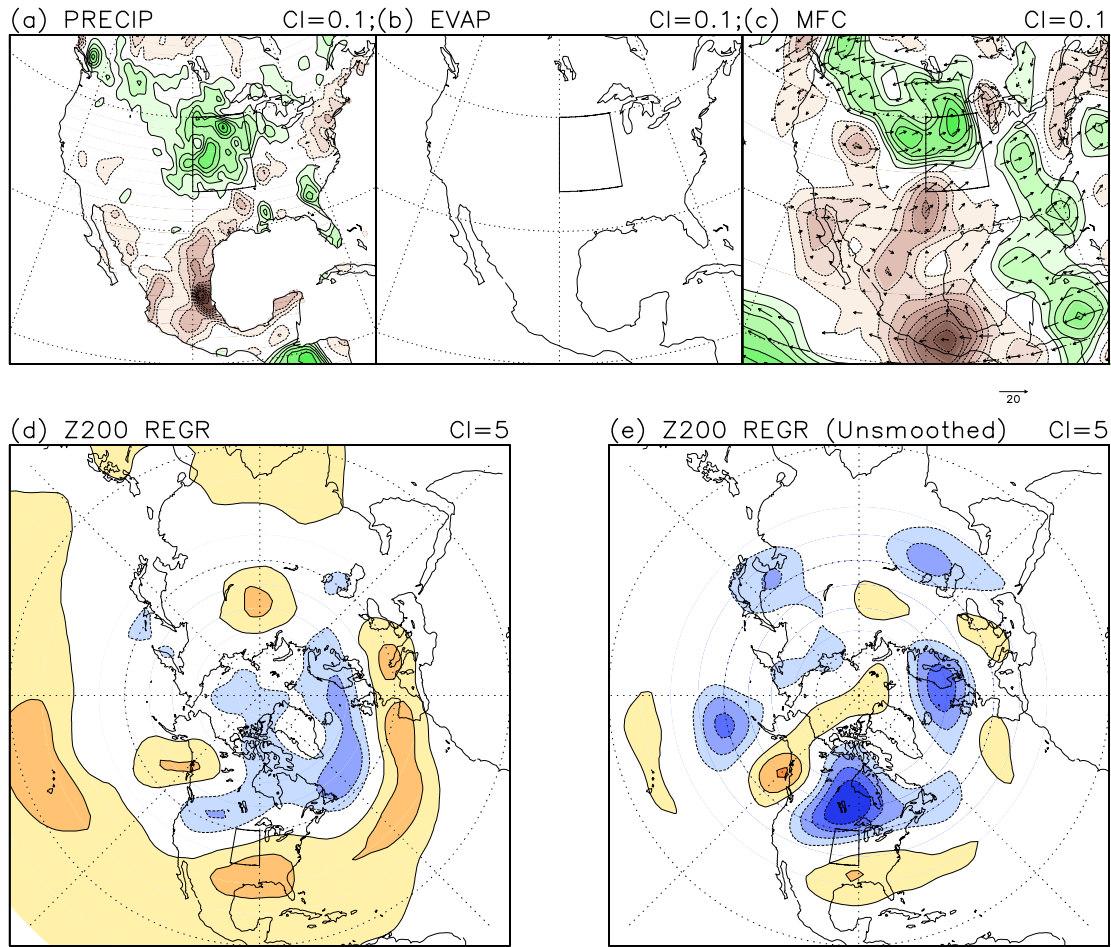 (a) PRECIP CI=0.1;
(b) EVAP CI=0.1;
(c) MFC CI=0.1
20
(d) Z200 REGR CI=5
(e) Z200 REGR (Unsmoothed) CI=5